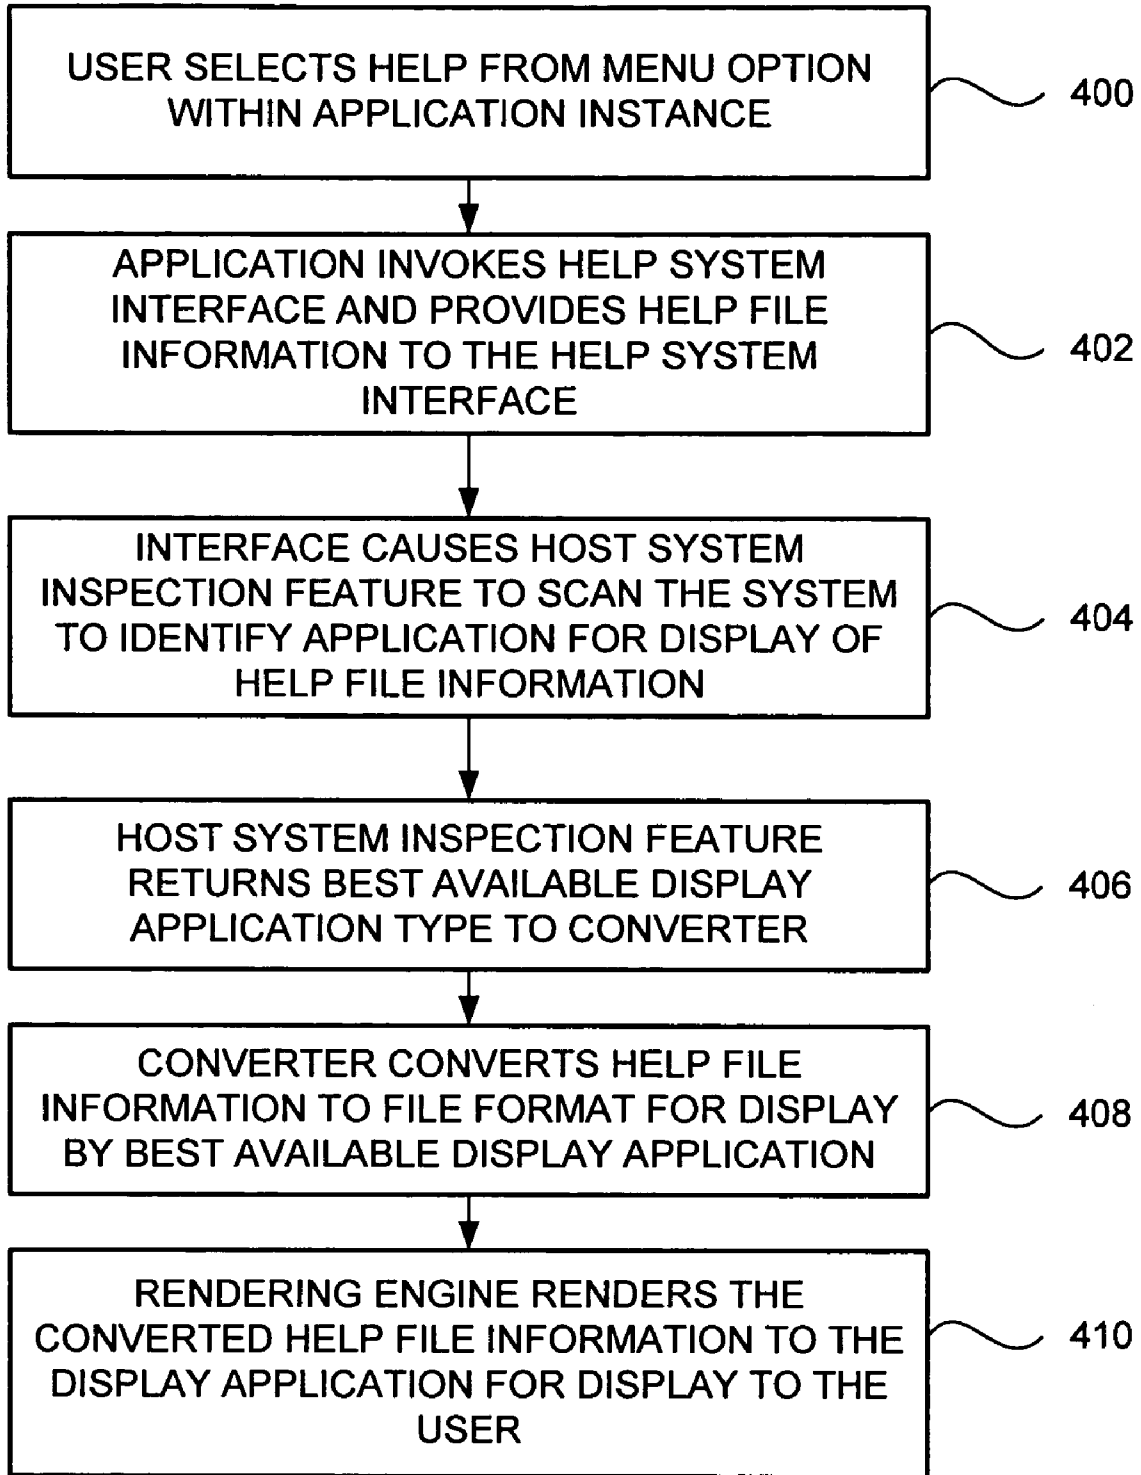 USER SELECTS HELP FROM MENU OPTION
WITHIN APPLICATION INSTANCE
400
APPLICATION INVOKES HELP SYSTEM
INTERFACE AND PROVIDES HELP FILE
INFORMATION TO THE HELP SYSTEM
INTERFACE
402
INTERFACE CAUSES HOST SYSTEM
INSPECTION FEATURE TO SCAN THE SYSTEM
TO IDENTIFY APPLICATION FOR DISPLAY OF
HELP FILE INFORMATION
404
HOST SYSTEM INSPECTION FEATURE
RETURNS BEST AVAILABLE DISPLAY
APPLICATION TYPE TO CONVERTER
406
CONVERTER CONVERTS HELP FILE
INFORMATION TO FILE FORMAT FOR DISPLAY
BY BEST AVAILABLE DISPLAY APPLICATION
408
RENDERING ENGINE RENDERS THE
CONVERTED HELP FILE INFORMATION TO THE
DISPLAY APPLICATION FOR DISPLAY TO THE
USER
410